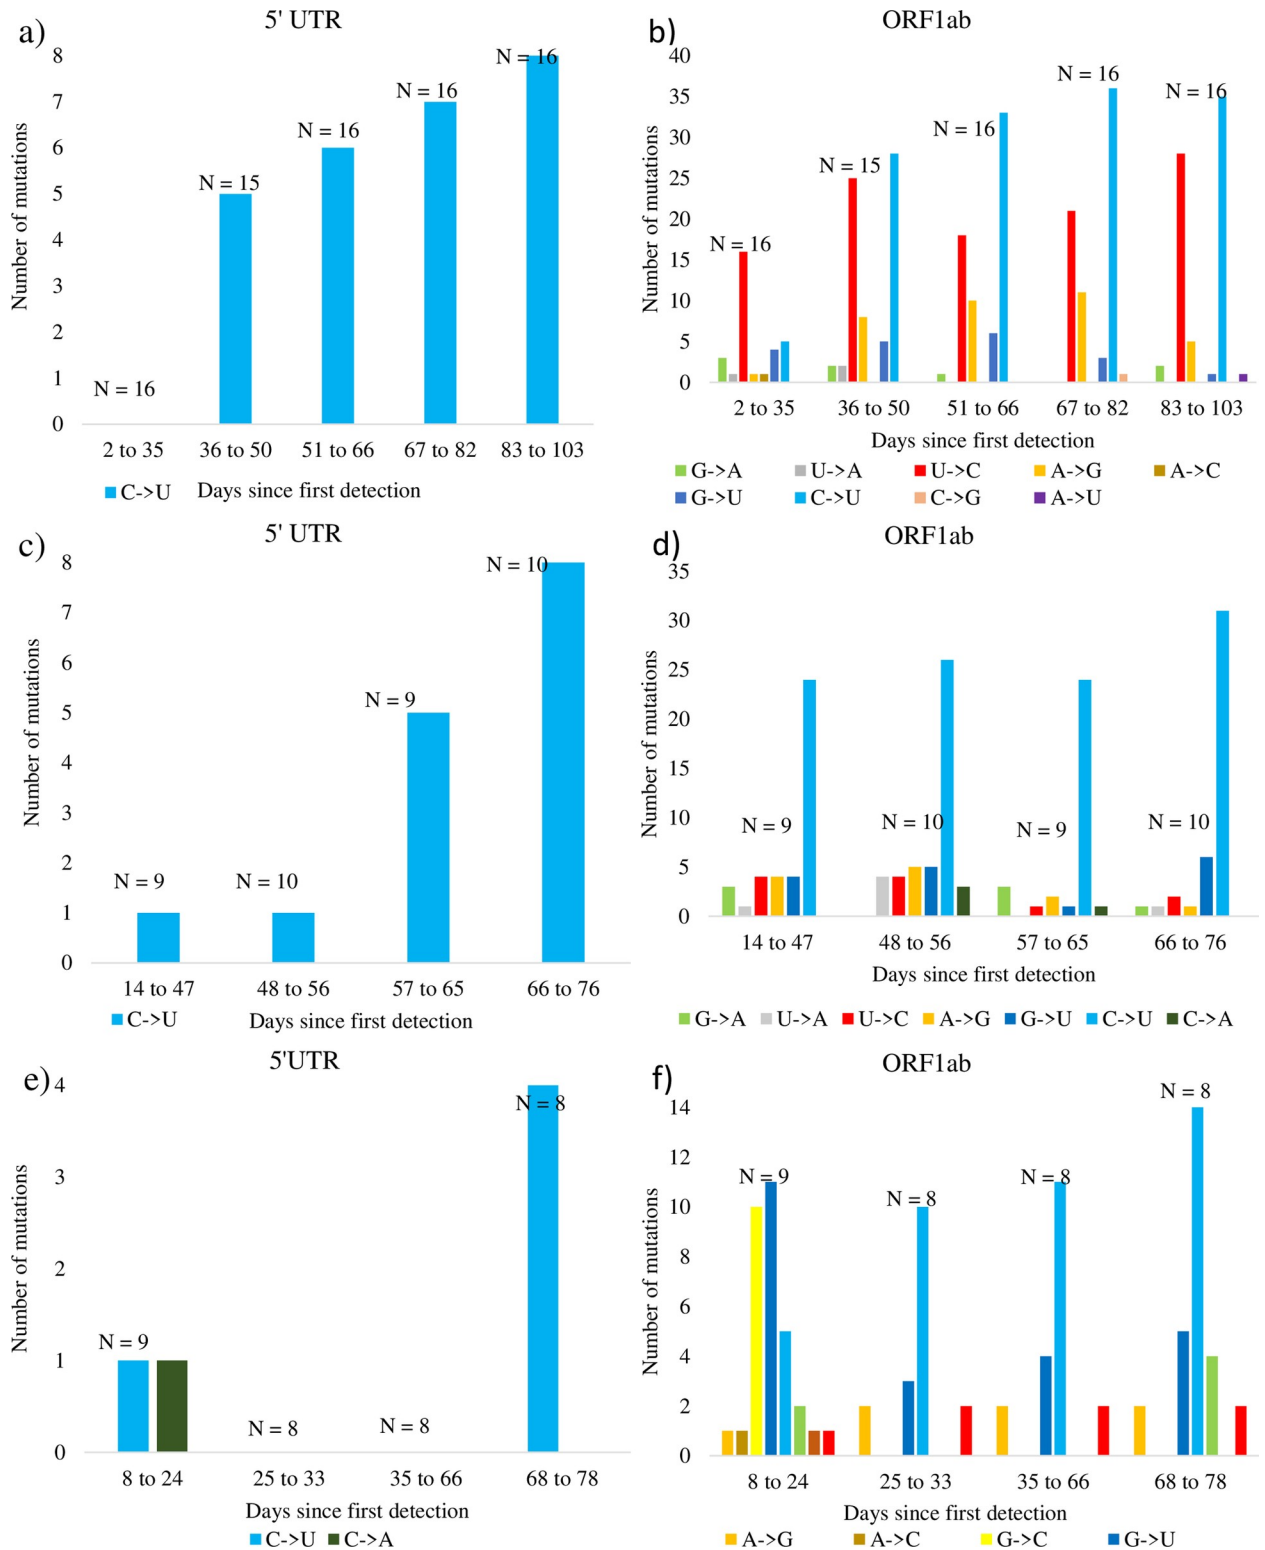 a)
5' UTR
Number of mutations
8
7
6
5
4
3
2
1
0
N = 16
N = 15
N = 16
N = 16
N = 16
2 to 35
36 to 50
51 to 66
67 to 82
83 to 103
C->U
Days since first detection
b)
ORF1ab
Number of mutations
40
35
30
25
20
15
10
5
0
N = 16
N = 15
N = 16
N = 16
N = 16
2 to 35
36 to 50
51 to 66
67 to 82
83 to 103
Days since first detection
G->A U->A U->C A->G A->C
G->U C->U C->G A->U
c)
5' UTR
Number of mutations
8
7
6
5
4
3
2
1
0
N = 9
N = 10
N = 9
N = 10
14 to 47
48 to 56
57 to 65
66 to 76
C->U
Days since first detection
d)
ORF1ab
Number of mutations
35
30
25
20
15
10
5
0
N = 9
N = 10
N = 9
N = 10
14 to 47
48 to 56
57 to 65
66 to 76
Days since first detection
G->A U->A U->C A->G G->U C->U C->A
e)
5'UTR
Number of mutations
4
3
2
1
0
N = 9
N = 8
N = 8
N = 8
8 to 24
25 to 33
35 to 66
68 to 78
Days since first detection
C->U C->A
f)
ORF1ab
Number of mutations
14
12
10
8
6
4
2
0
N = 9
N = 8
N = 8
N = 8
8 to 24
25 to 33
35 to 66
68 to 78
Days since first detection
A->G A->C G->C G->U